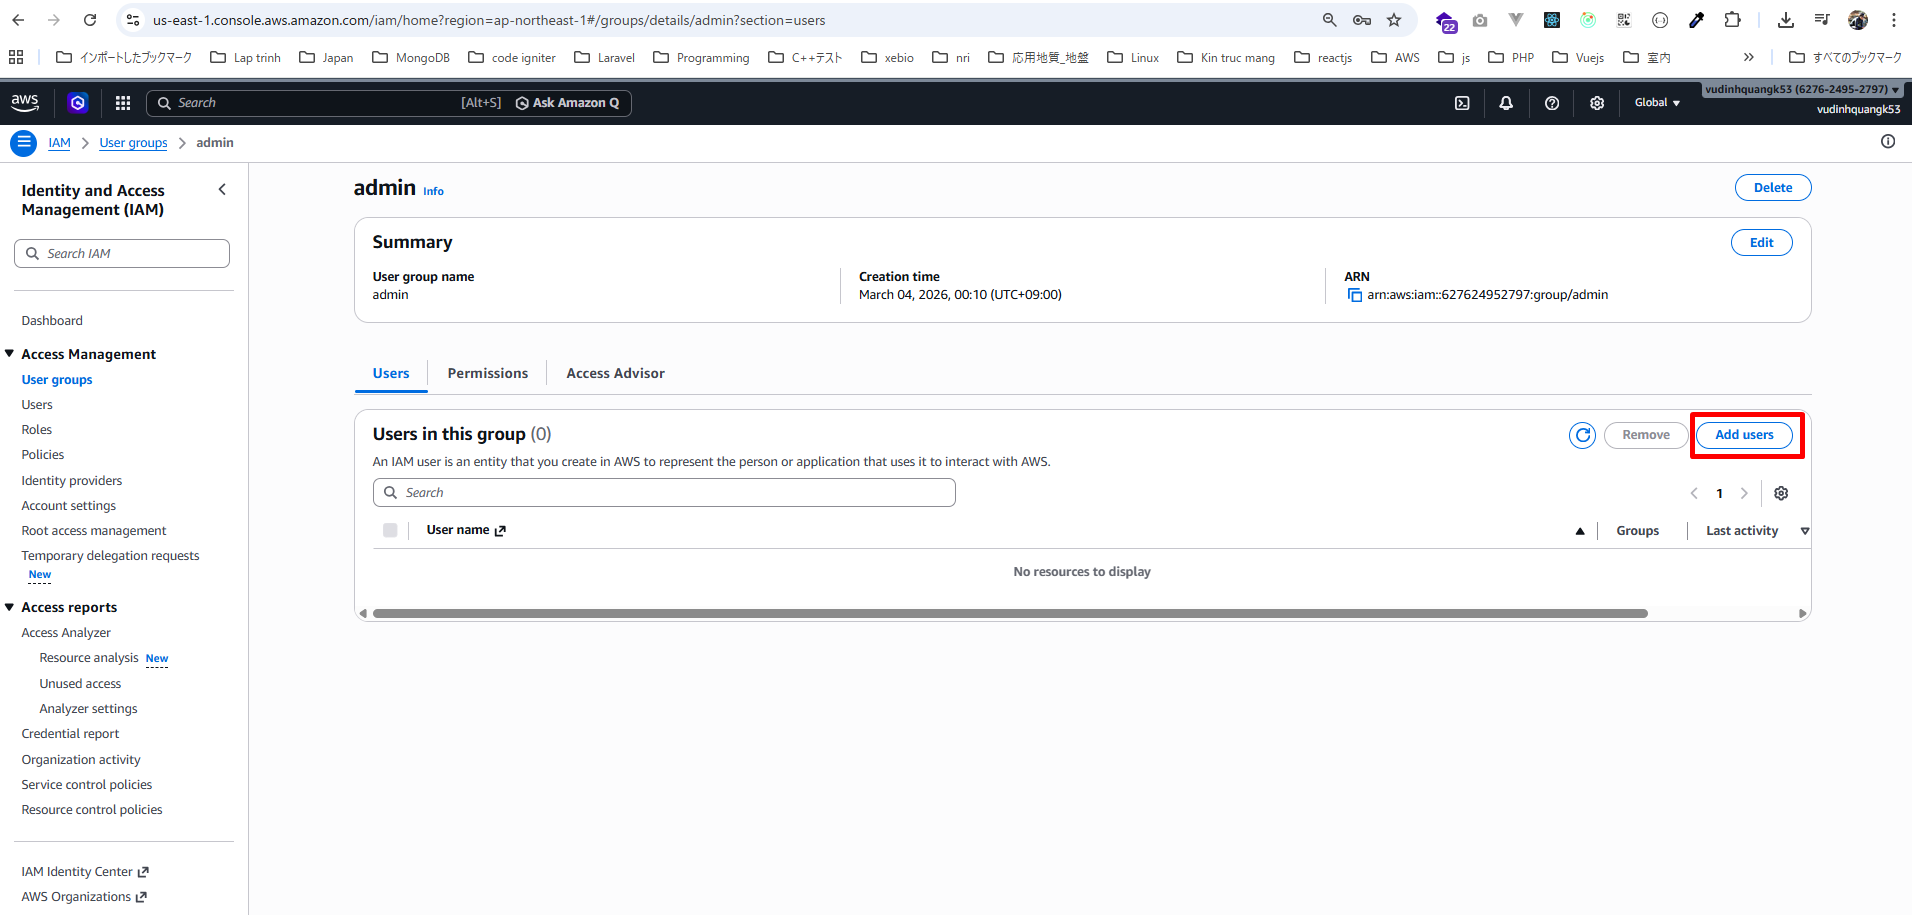 us-east-1.console.aws.amazon.com/iam/home?region=ap-northeast-1#/groups/details/admin?section=users
22
インポートしたブックマーク Lap trinh Japan MongoDB code igniter Laravel Programming C++テスト xebio nri 応用地質_地盤 Linux Kin truc mang reactjs AWS js PHP Vuejs 室内 » すべてのブックマーク
aws Search [Alt+S] Ask Amazon Q Global vudinhquangk53 (6276-2495-2797)
vudinhquangk53
IAM User groups admin
Identity and Access
Management (IAM)
Search IAM
Dashboard
Access Management
User groups
Users
Roles
Policies
Identity providers
Account settings
Root access management
Temporary delegation requests
New
Access reports
Access Analyzer
Resource analysis New
Unused access
Analyzer settings
Credential report
Organization activity
Service control policies
Resource control policies
IAM Identity Center
AWS Organizations
admin Info Delete
Summary Edit
User group name
admin
Creation time
March 04, 2026, 00:10 (UTC+09:00)
ARN
arn:aws:iam::627624952797:group/admin
Users Permissions Access Advisor
Users in this group (0) Remove Add users
An IAM user is an entity that you create in AWS to represent the person or application that uses it to interact with AWS.
Search 1
User name Groups Last activity
No resources to display